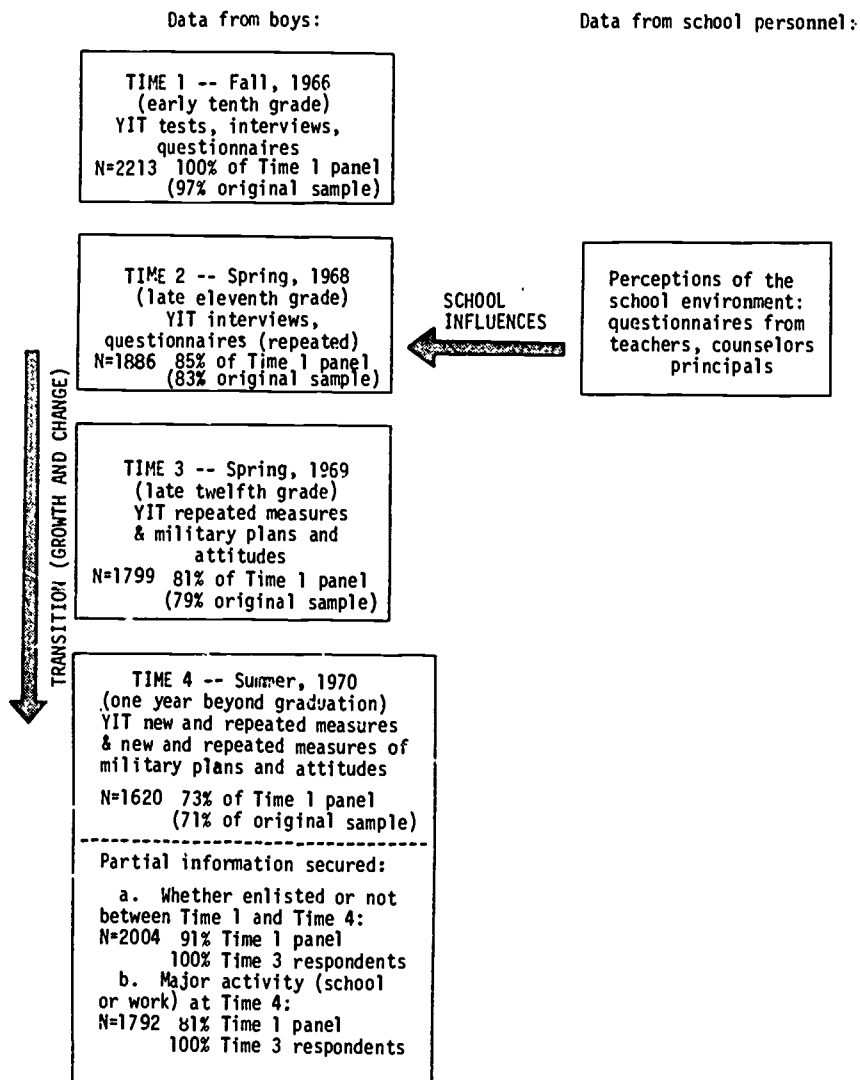 Data from boys:
Data from school personnel:
TIME 1 -- Fall, 1966
(early tenth grade)
YIT tests, interviews,
questionnaires
N=2213 100% of Time 1 panel
(97% original sample)
TIME 2 -- Spring, 1968
(late eleventh grade)
YIT interviews,
questionnaires (repeated)
N=1886 85% of Time 1 panel
(83% original sample)
SCHOOL
INFLUENCES
Perceptions of the
school environment:
questionnaires from
teachers, counselors
principals
TRANSITION (GROWTH AND CHANGE)
TIME 3 -- Spring, 1969
(late twelfth grade)
YIT repeated measures
& military plans and
attitudes
N=1799 81% of Time 1 panel
(79% original sample)
TIME 4 -- Summer, 1970
(one year beyond graduation)
YIT new and repeated measures
& new and repeated measures of
military plans and attitudes
N=1620 73% of Time 1 panel
(71% of original sample)
Partial information secured:
a. Whether enlisted or not
between Time 1 and Time 4:
N=2004 91% Time 1 panel
100% Time 3 respondents
b. Major activity (school
or work) at Time 4:
N=1792 81% Time 1 panel
100% Time 3 respondents